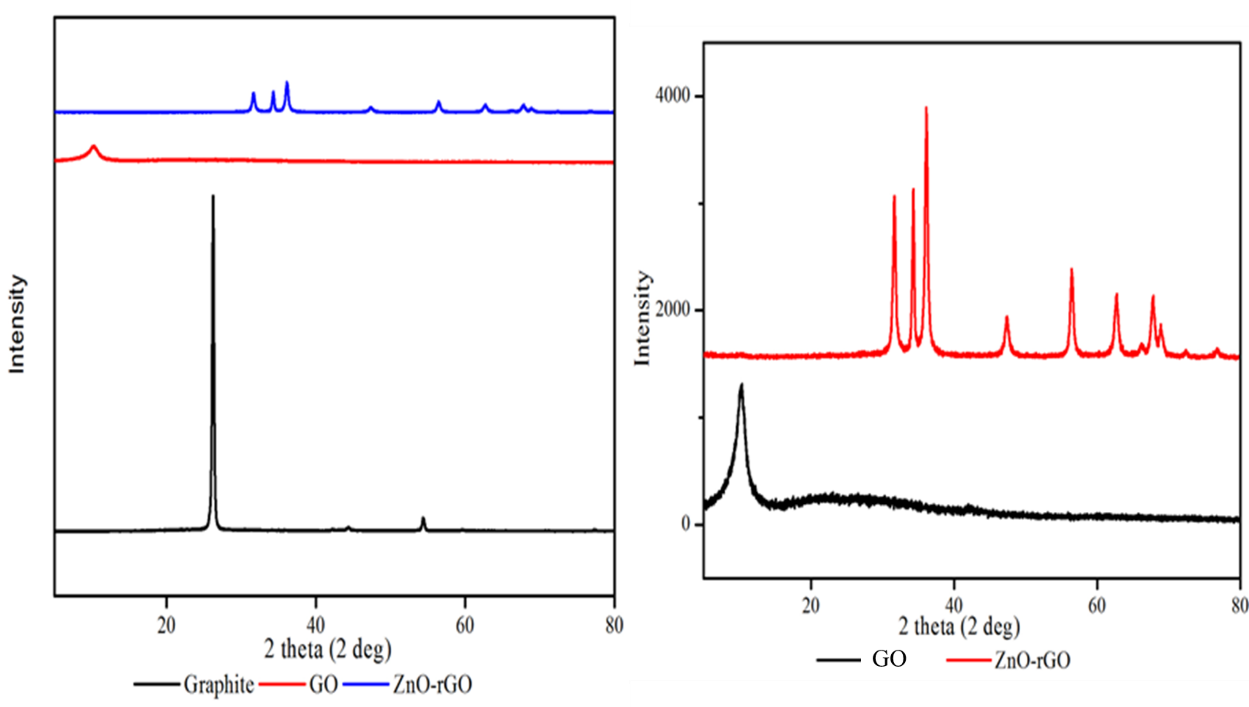 Intensity
20 40 60 80
2 theta (2 deg)
Graphite GO ZnO-rGO
Intensity
4000
2000
0
20 40 60 80
2 theta (2 deg)
GO ZnO-rGO